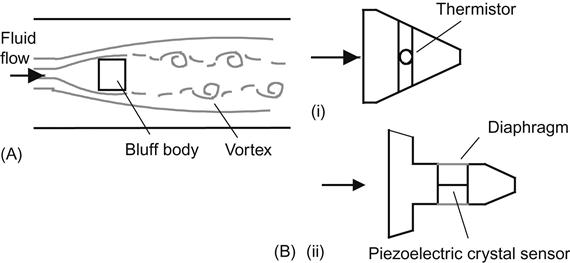 Fluid
flow
Bluff body
Vortex
(A)
Thermistor
(i)
Diaphragm
Piezoelectric crystal sensor
(B) (ii)